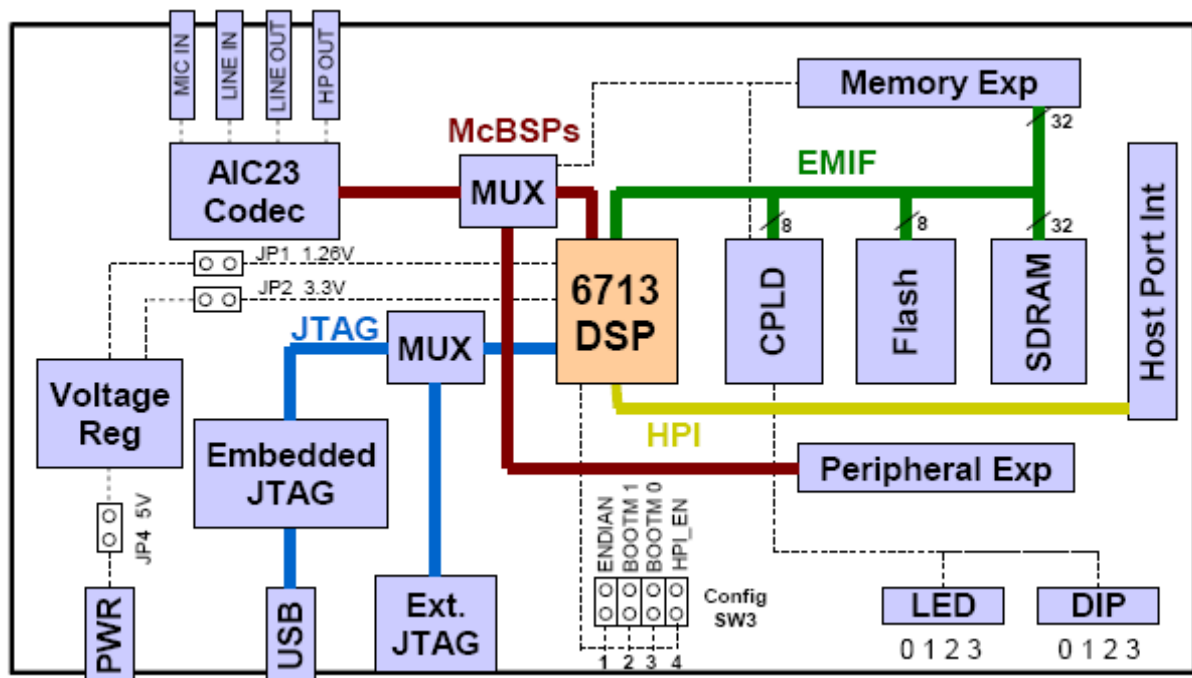 MIC IN
LINE IN
LINE OUT
HP OUT
AIC23
Codec
McBSPs
MUX
Memory Exp
32
EMIF
8
8
32
Host Port Int
JP1 1.26V
JP2 3.3V
6713
DSP
CPLD
Flash
SDRAM
JTAG
MUX
Voltage
Reg
HPI
Embedded
JTAG
Peripheral Exp
JP4 5V
ENDIAN
BOOTM 1
BOOTM 0
HPI_EN
Config
SW3
1 2 3 4
PWR
USB
Ext.
JTAG
LED
0 1 2 3
DIP
0 1 2 3